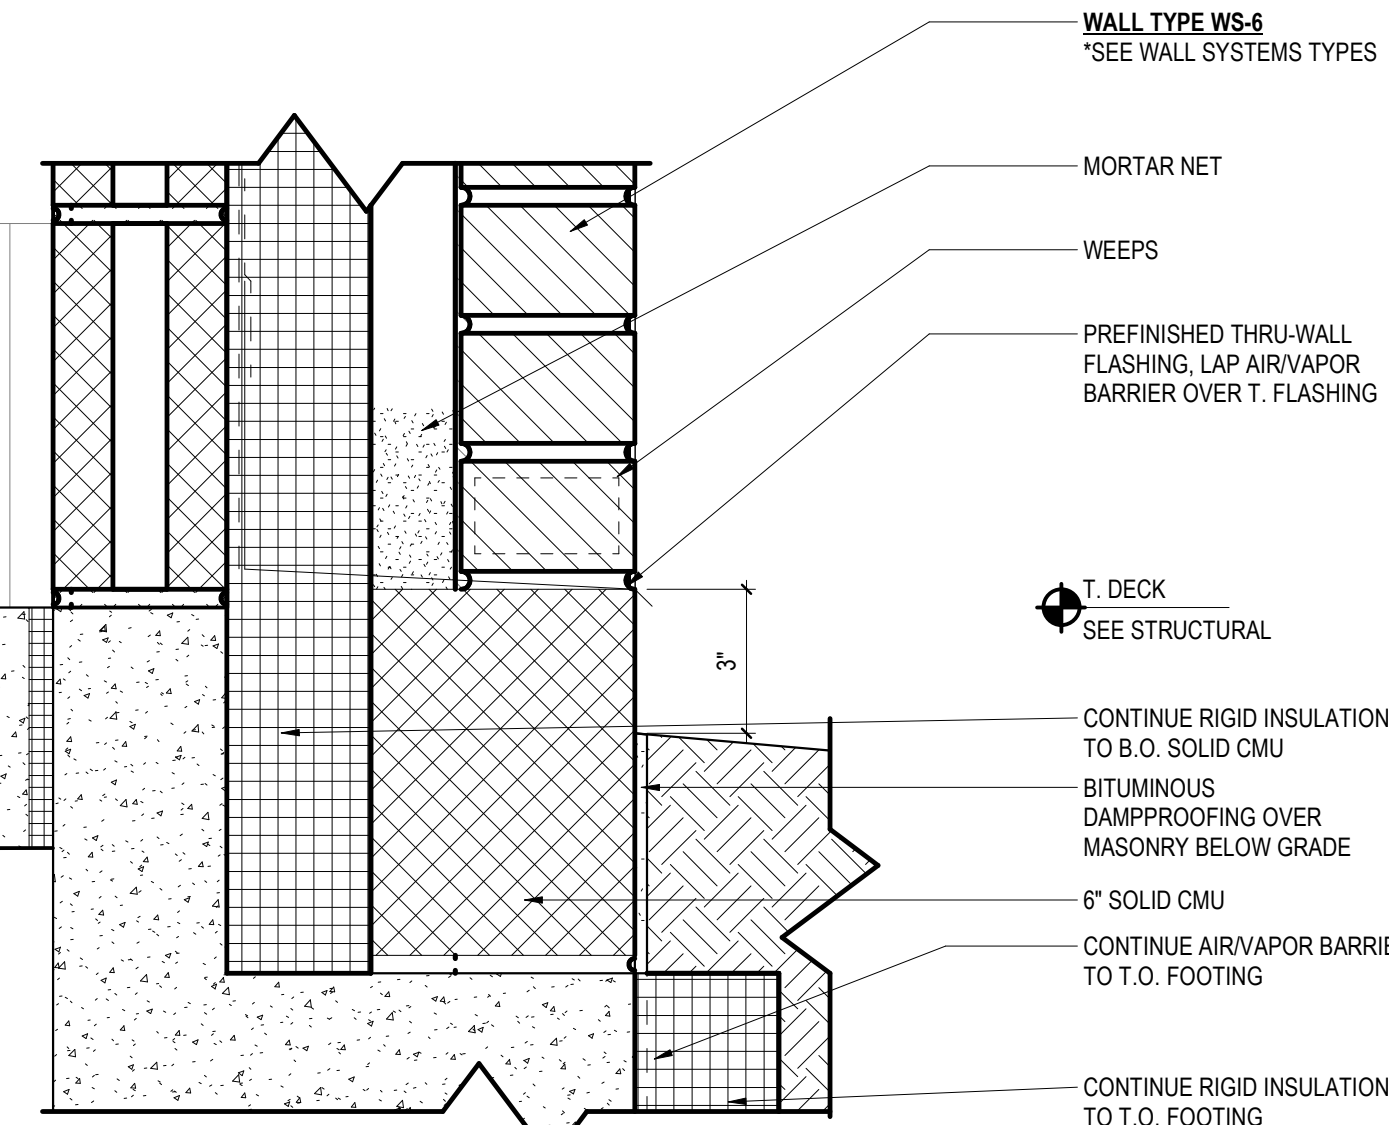 WALL TYPE WS-6
*SEE WALL SYSTEMS TYPES
MORTAR NET
WEEPS
PREFINISHED THRU-WALL
FLASHING, LAP AIR/VAPOR
BARRIER OVER T. FLASHING
T. DECK
SEE STRUCTURAL
3"
CONTINUE RIGID INSULATION
TO B.O. SOLID CMU
BITUMINOUS
DAMPPROOFING OVER
MASONRY BELOW GRADE
6" SOLID CMU
CONTINUE AIR/VAPOR BARRIE
TO T.O. FOOTING
CONTINUE RIGID INSULATION
TO T.O. FOOTING